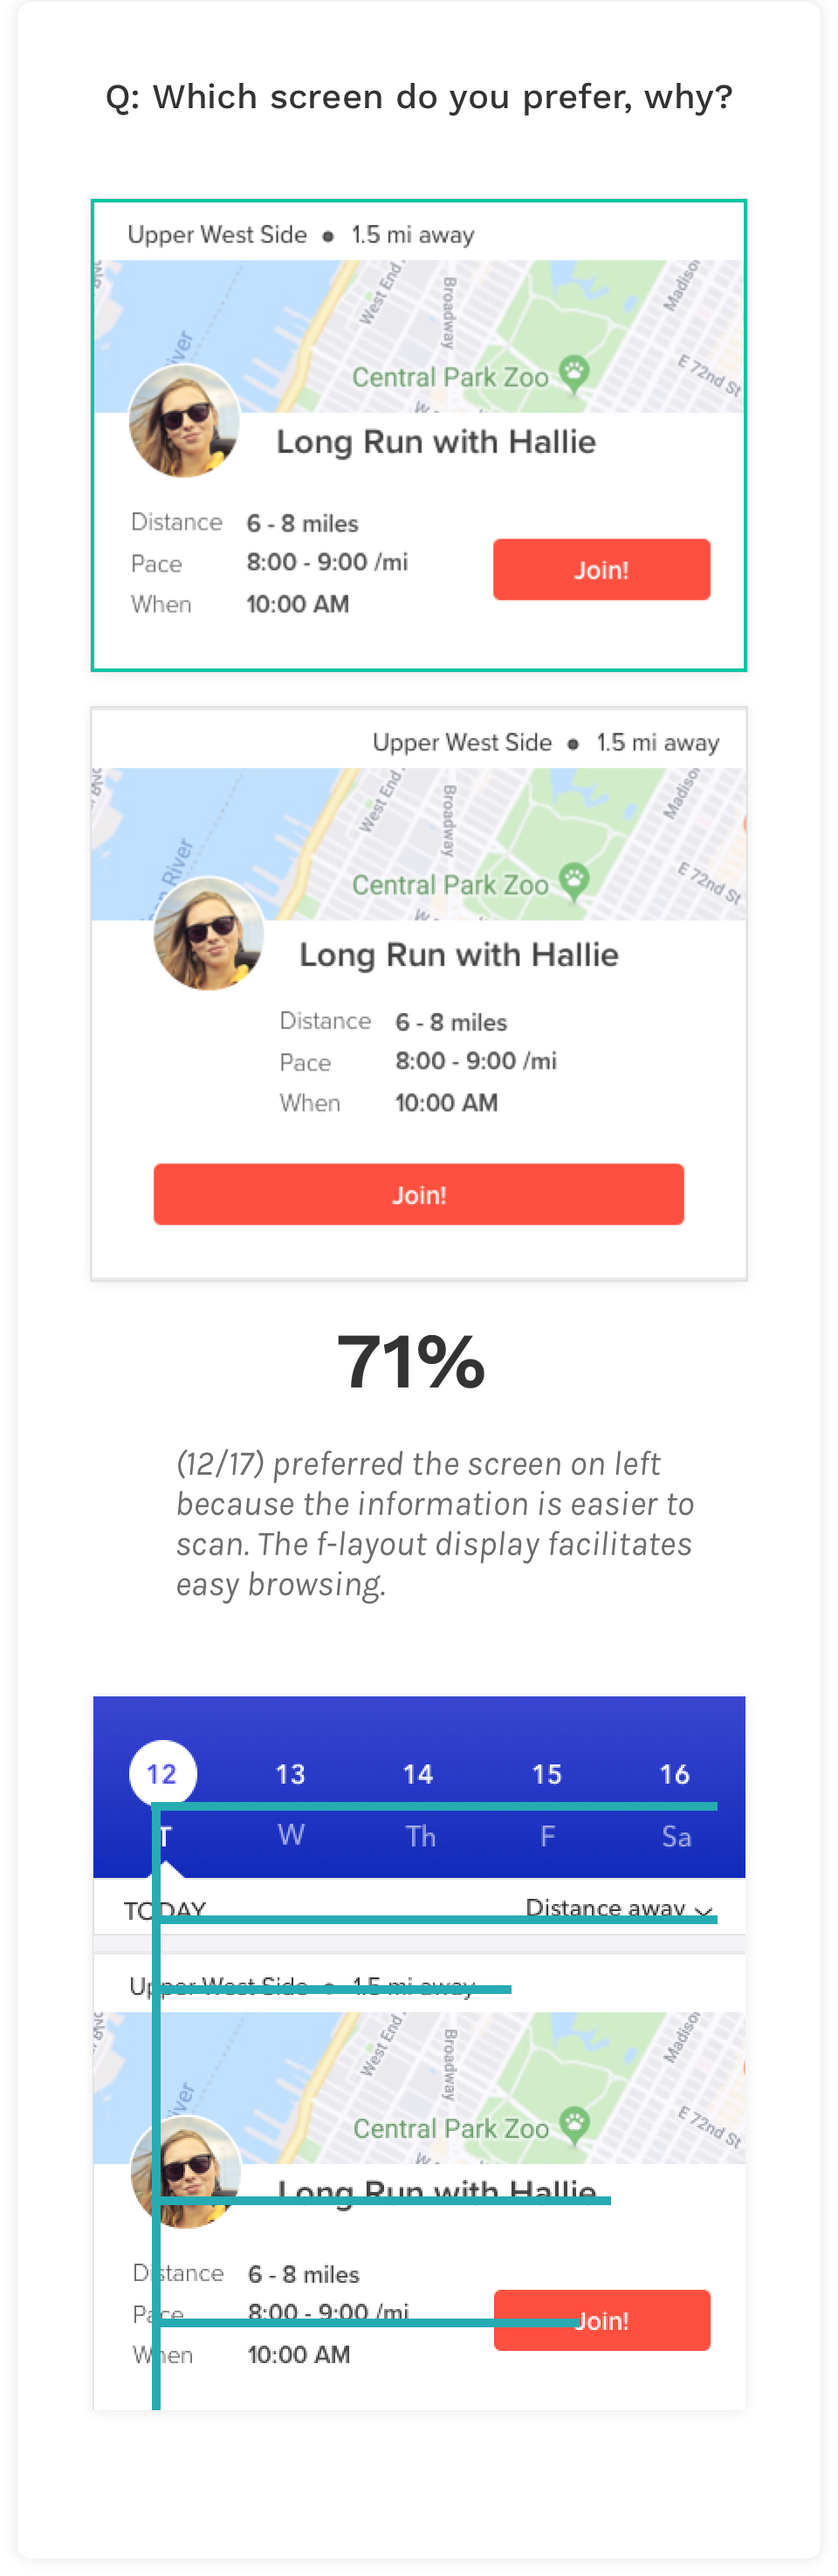 Q: Which screen do you prefer, why?
Upper West Side • 1.5 mi away
West End
Broadway
Madison
River
Central Park Zoo
E 72nd St
W
Long Run with Hallie
Distance 6 - 8 miles
Pace 8:00 - 9:00 /mi
When 10:00 AM
Join!
Upper West Side • 1.5 mi away
West End
Broadway
Madison
River
Central Park Zoo
E 72nd St
W
Long Run with Hallie
Distance 6 - 8 miles
Pace 8:00 - 9:00 /mi
When 10:00 AM
Join!
71%
(12/17) preferred the screen on left
because the information is easier to
scan. The f-layout display facilitates
easy browsing.
12 13 14 15 16
T W Th F Sa
TODAY Distance away
Upper West Side • 1.5 mi away
West End
Broadway
Madison
River
Central Park Zoo
E 72nd St
W
Long Run with Hallie
Distance 6 - 8 miles
Pace 8:00 - 9:00 /mi
When 10:00 AM
Join!